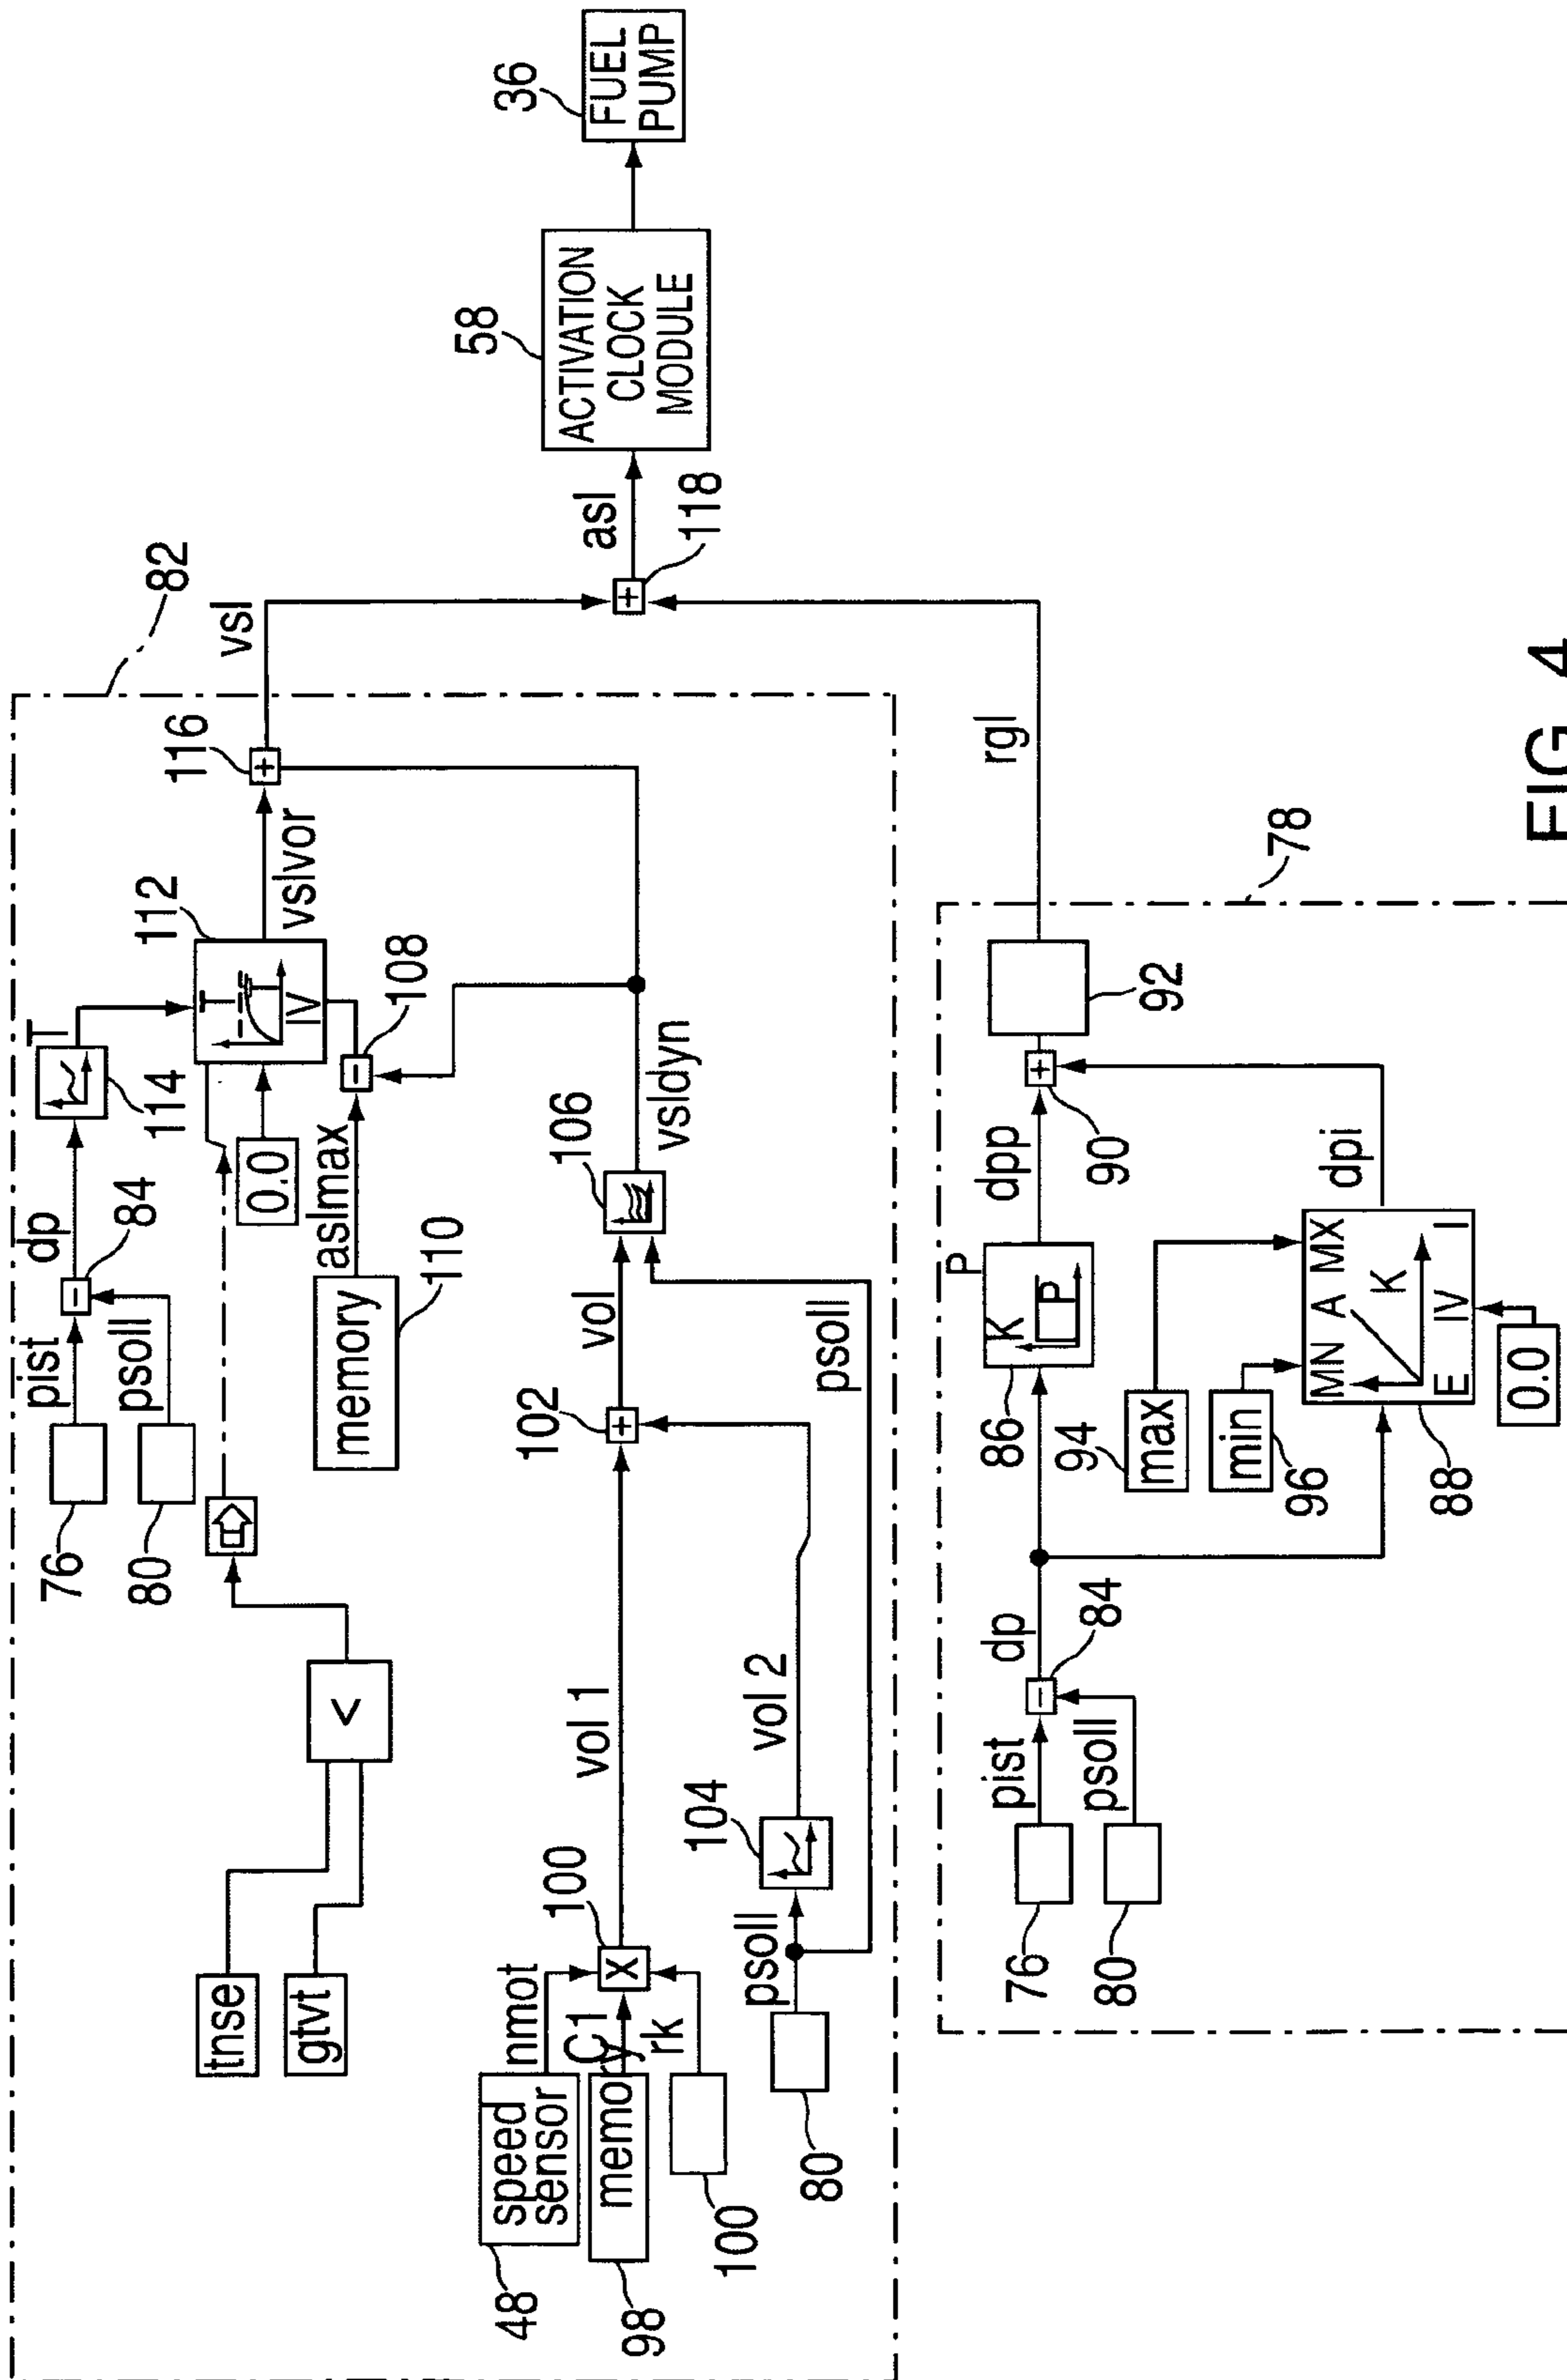 82
76
pist
dp
T
80
psoll
84
114
112
116
vsl
T
IV
0.0
vslvor
tnse
gtvt
<
memory
aslmax
110
108
-
-
+
48
speed
sensor
nmot
98
memory
C1
100
rk
100
X
vol 1
102
+
vol
106
vsldyn
80
psoll
104
vol 2
psoll
118
+
asl
58
ACTIVATION
CLOCK
MODULE
36
FUEL
PUMP
78
76
pist
dp
80
psoll
84
-
86
K
P
P
dpp
90
+
92
rgl
94
max
96
min
88
MN
A
MX
K
E
IV
I
0.0
dpi
FIG. 4